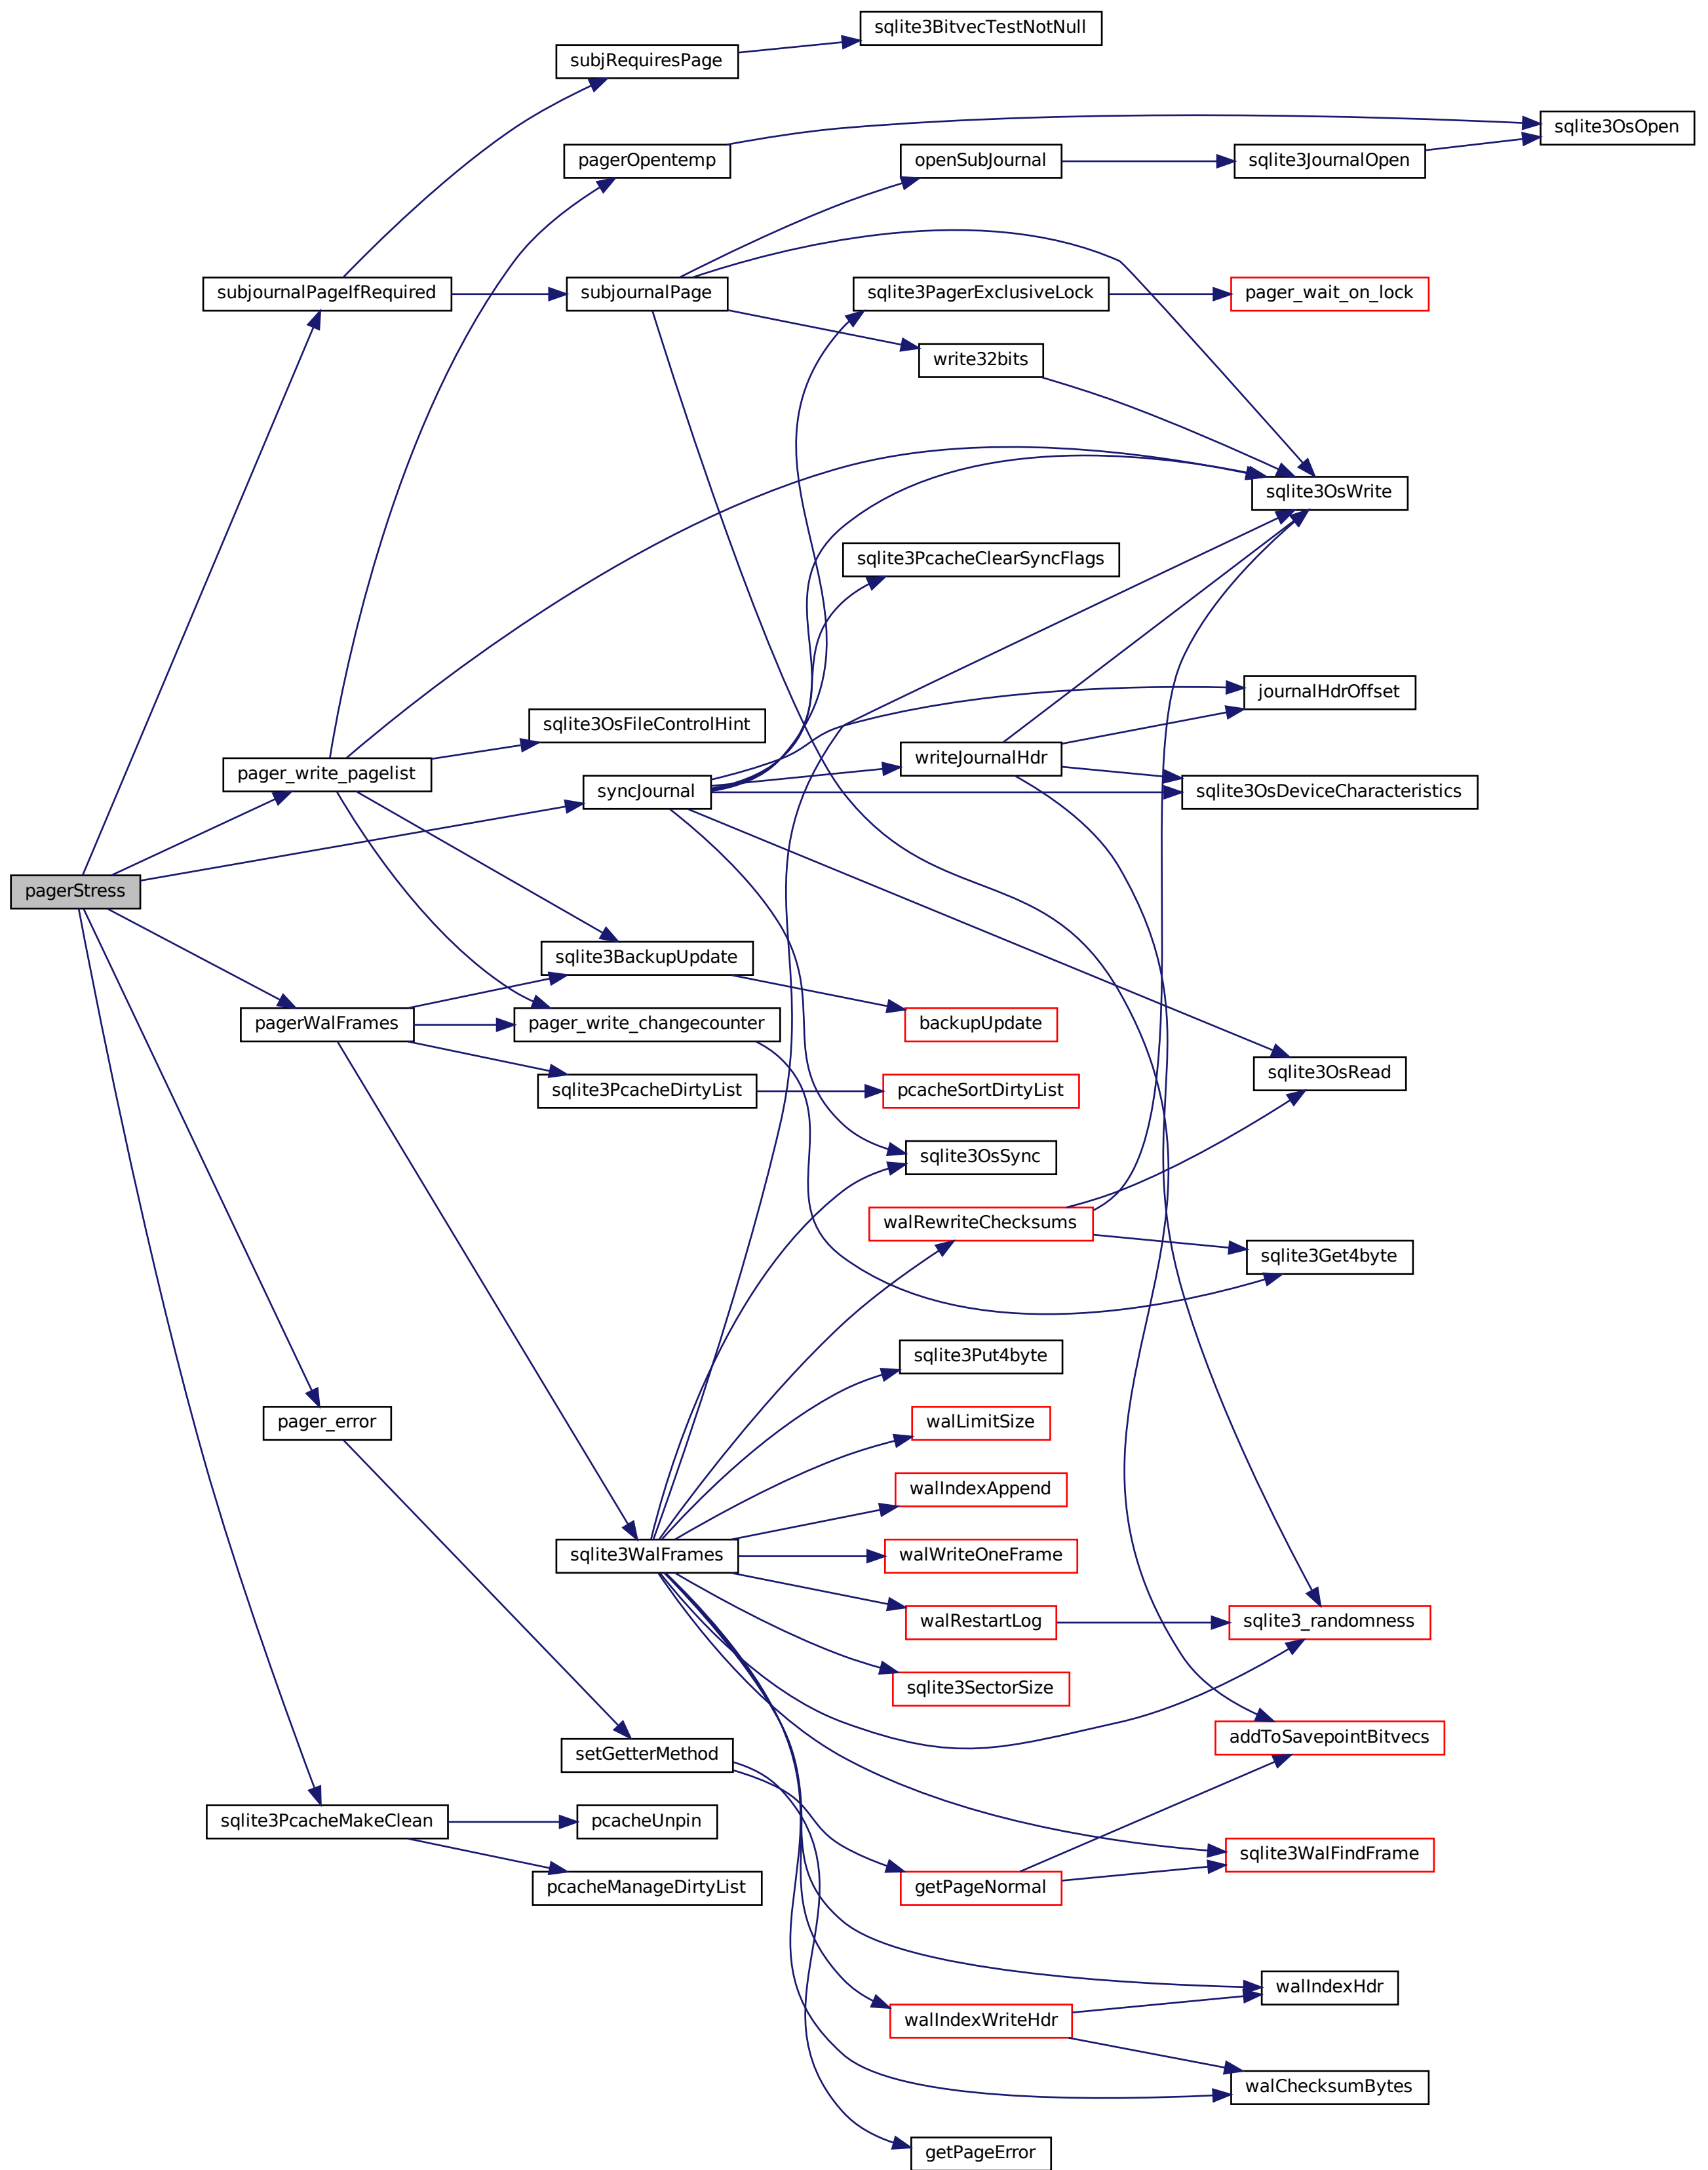 sqlite3BitvecTestNotNull
subjRequiresPage
sqlite3OsOpen
pagerOpentemp
openSubJournal
sqlite3JournalOpen
subjournalPageIfRequired
subjournalPage
sqlite3PagerExclusiveLock
pager_wait_on_lock
write32bits
sqlite3OsWrite
sqlite3PcacheClearSyncFlags
journalHdrOffset
sqlite3OsFileControlHint
writeJournalHdr
pager_write_pagelist
syncJournal
sqlite3OsDeviceCharacteristics
pagerStress
sqlite3BackupUpdate
pagerWalFrames
pager_write_changecounter
backupUpdate
sqlite3OsRead
sqlite3PcacheDirtyList
pcacheSortDirtyList
sqlite3OsSync
walRewriteChecksums
sqlite3Get4byte
sqlite3Put4byte
pager_error
walLimitSize
walIndexAppend
sqlite3WalFrames
walWriteOneFrame
walRestartLog
sqlite3_randomness
sqlite3SectorSize
addToSavepointBitvecs
setGetterMethod
sqlite3PcacheMakeClean
pcacheUnpin
sqlite3WalFindFrame
pcacheManageDirtyList
getPageNormal
walIndexHdr
walIndexWriteHdr
walChecksumBytes
getPageError